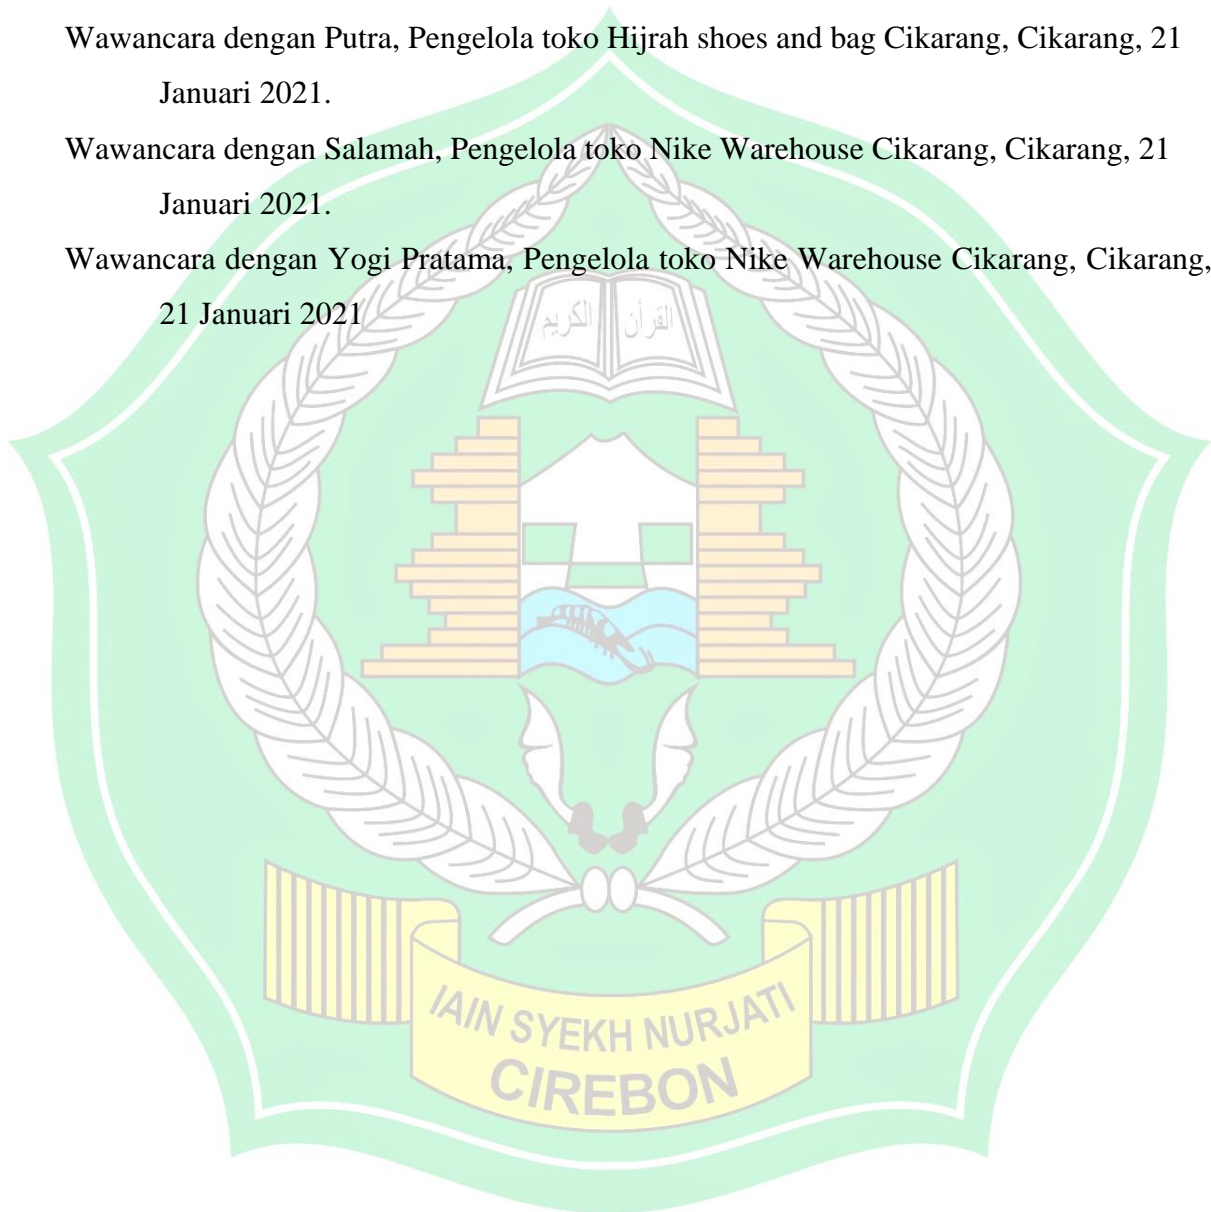 Wawancara dengan Putra, Pengelola toko Hijrah shoes and bag Cikarang, Cikarang, 21
Januari 2021.
Wawancara dengan Salamah, Pengelola toko Nike Warehouse Cikarang, Cikarang, 21
Januari 2021.
Wawancara dengan Yogi Pratama, Pengelola toko Nike Warehouse Cikarang, Cikarang,
21 Januari 2021
القرآن الكريم
IAIN SYEKH NURJATI
CIREBON